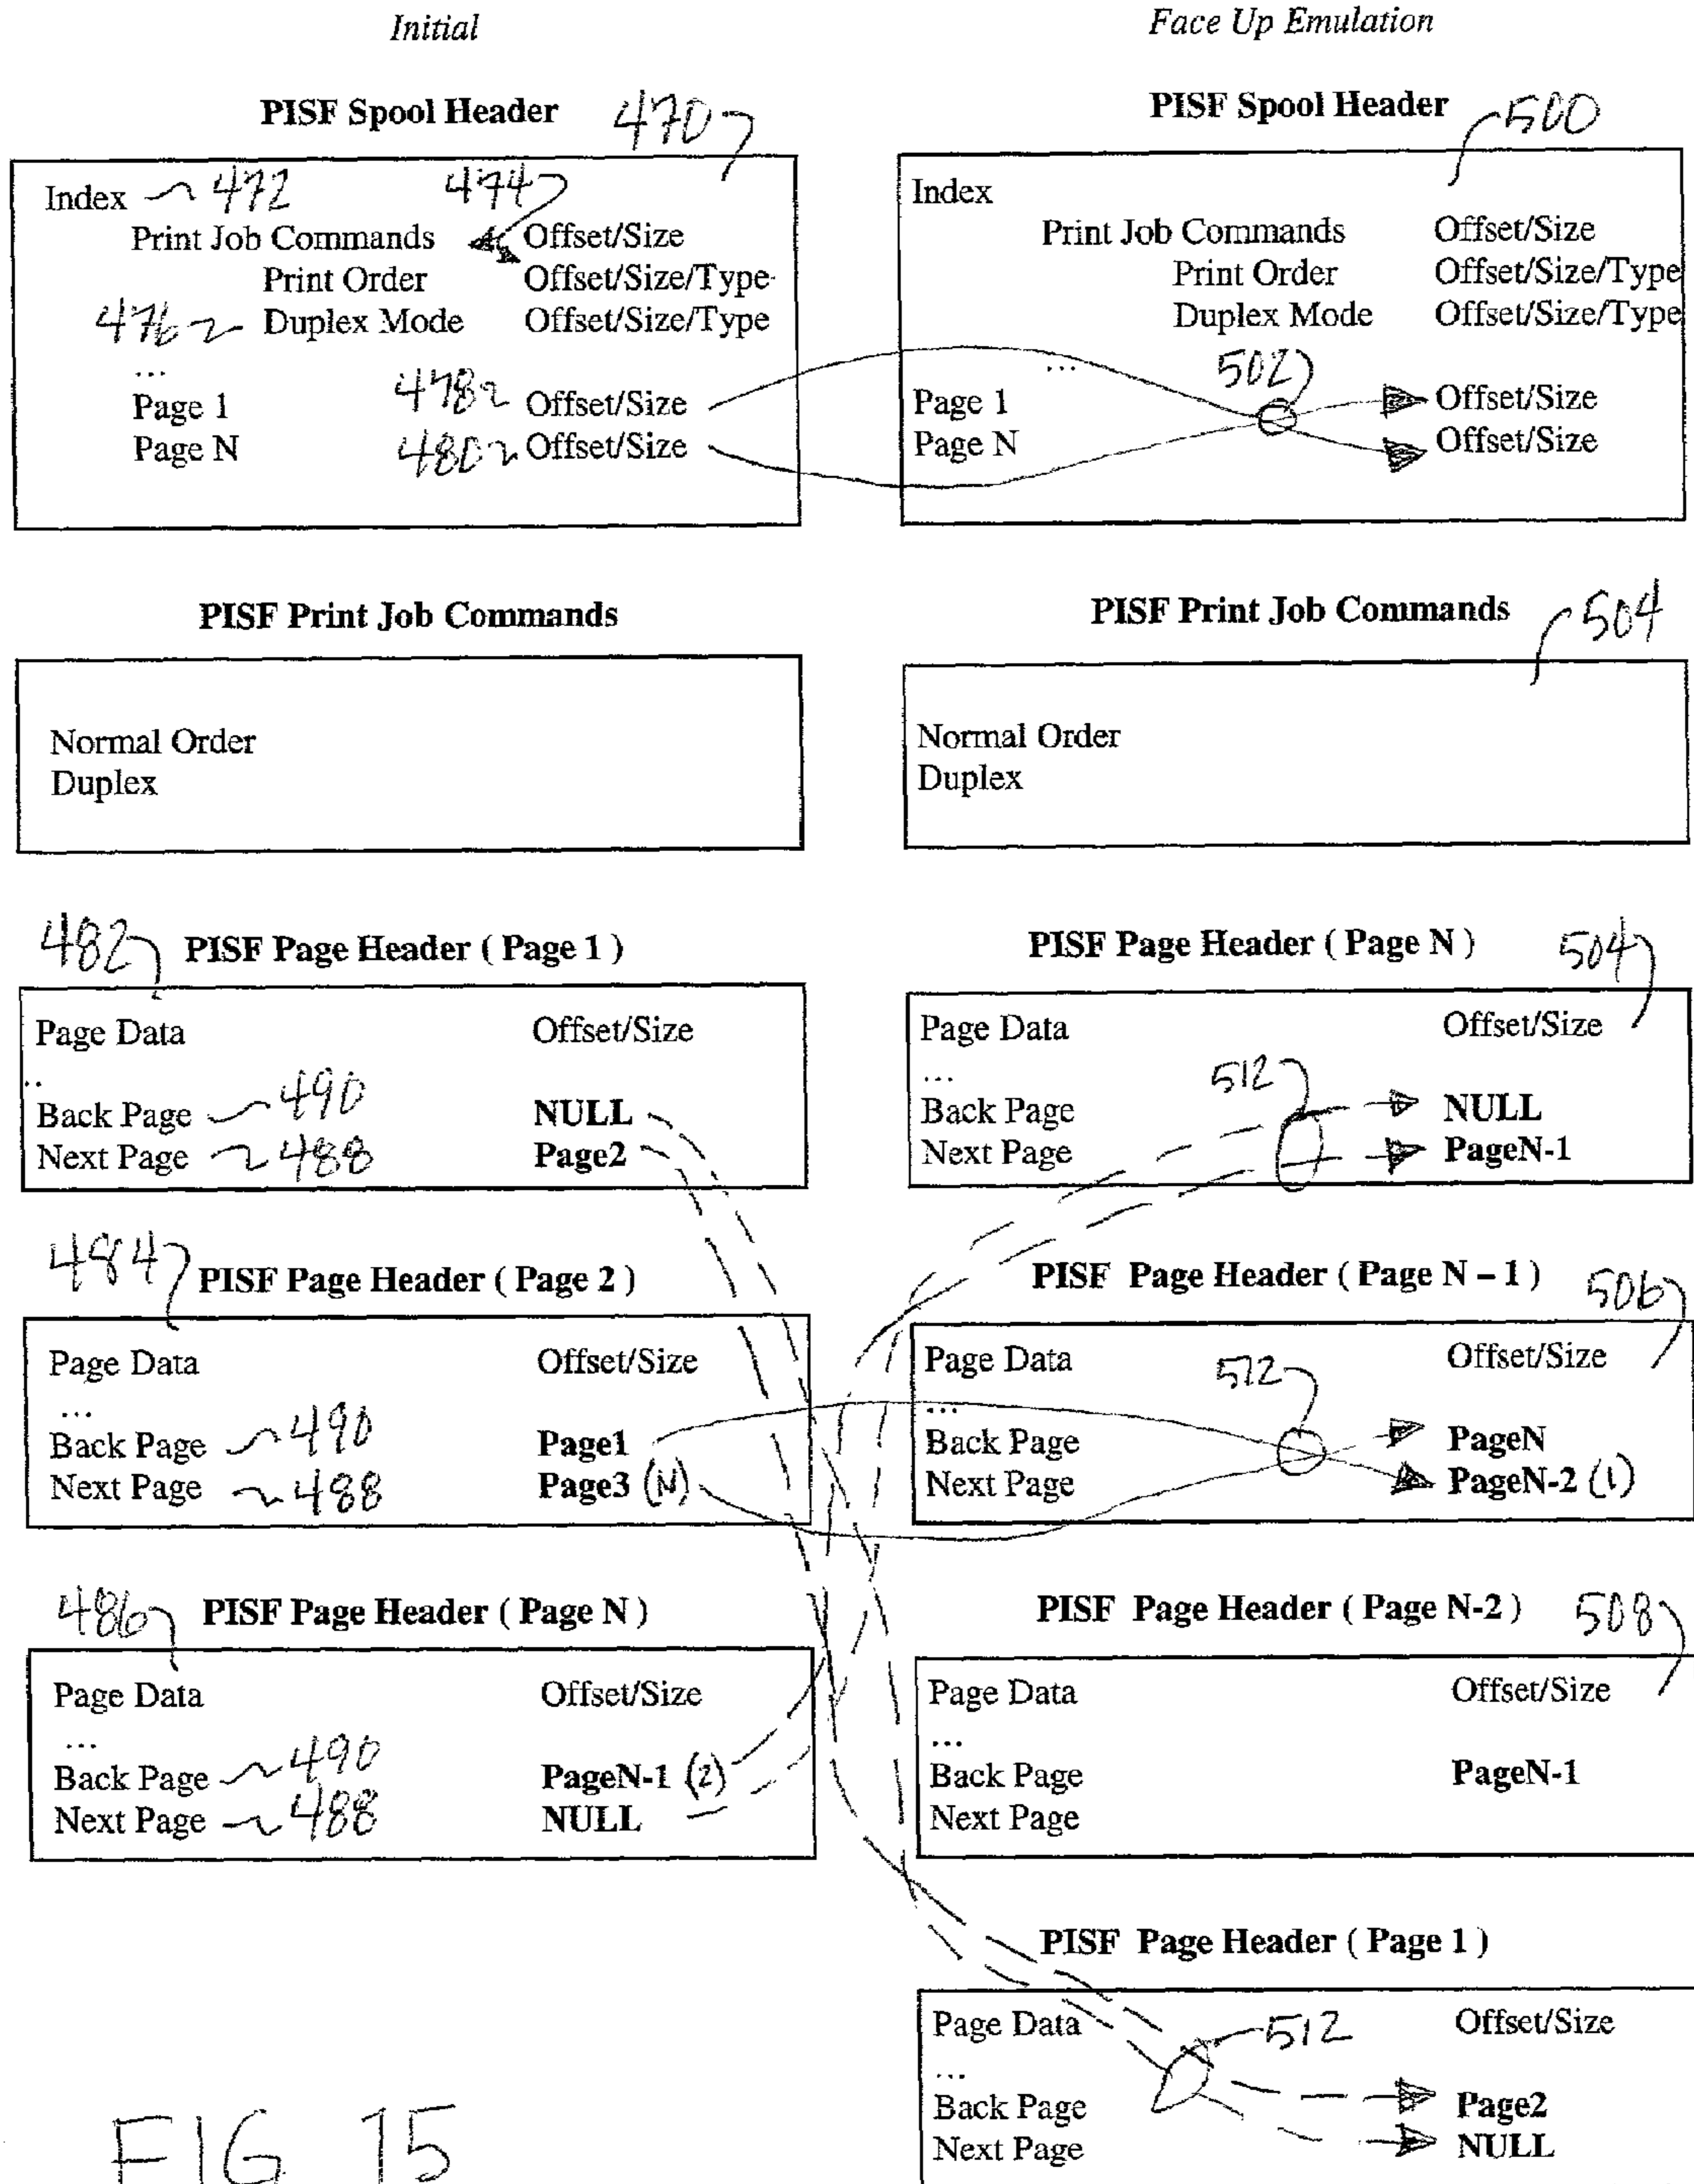 Initial
PISF Spool Header 470
Index 472 474
Print Job Commands Offset/Size
Print Order Offset/Size/Type
476 Duplex Mode Offset/Size/Type
...
Page 1 478 Offset/Size
Page N 480 Offset/Size
PISF Print Job Commands
Normal Order
Duplex
482 PISF Page Header ( Page 1 )
Page Data Offset/Size
..
Back Page 490 NULL
Next Page 488 Page2
484 PISF Page Header ( Page 2 )
Page Data Offset/Size
...
Back Page 490 Page1
Next Page 488 Page3 (N)
486 PISF Page Header ( Page N )
Page Data Offset/Size
...
Back Page 490 PageN-1 (2)
Next Page 488 NULL
Face Up Emulation
PISF Spool Header 500
Index
Print Job Commands Offset/Size
Print Order Offset/Size/Type
Duplex Mode Offset/Size/Type
... 502
Page 1 Offset/Size
Page N Offset/Size
PISF Print Job Commands 504
Normal Order
Duplex
PISF Page Header ( Page N ) 504
Page Data Offset/Size
... 512
Back Page NULL
Next Page PageN-1
PISF Page Header ( Page N – 1 ) 506
Page Data Offset/Size
... 512
Back Page PageN
Next Page PageN-2 (1)
PISF Page Header ( Page N-2 ) 508
Page Data Offset/Size
...
Back Page PageN-1
Next Page
PISF Page Header ( Page 1 )
Page Data 512 Offset/Size
...
Back Page Page2
Next Page NULL
FIG 15